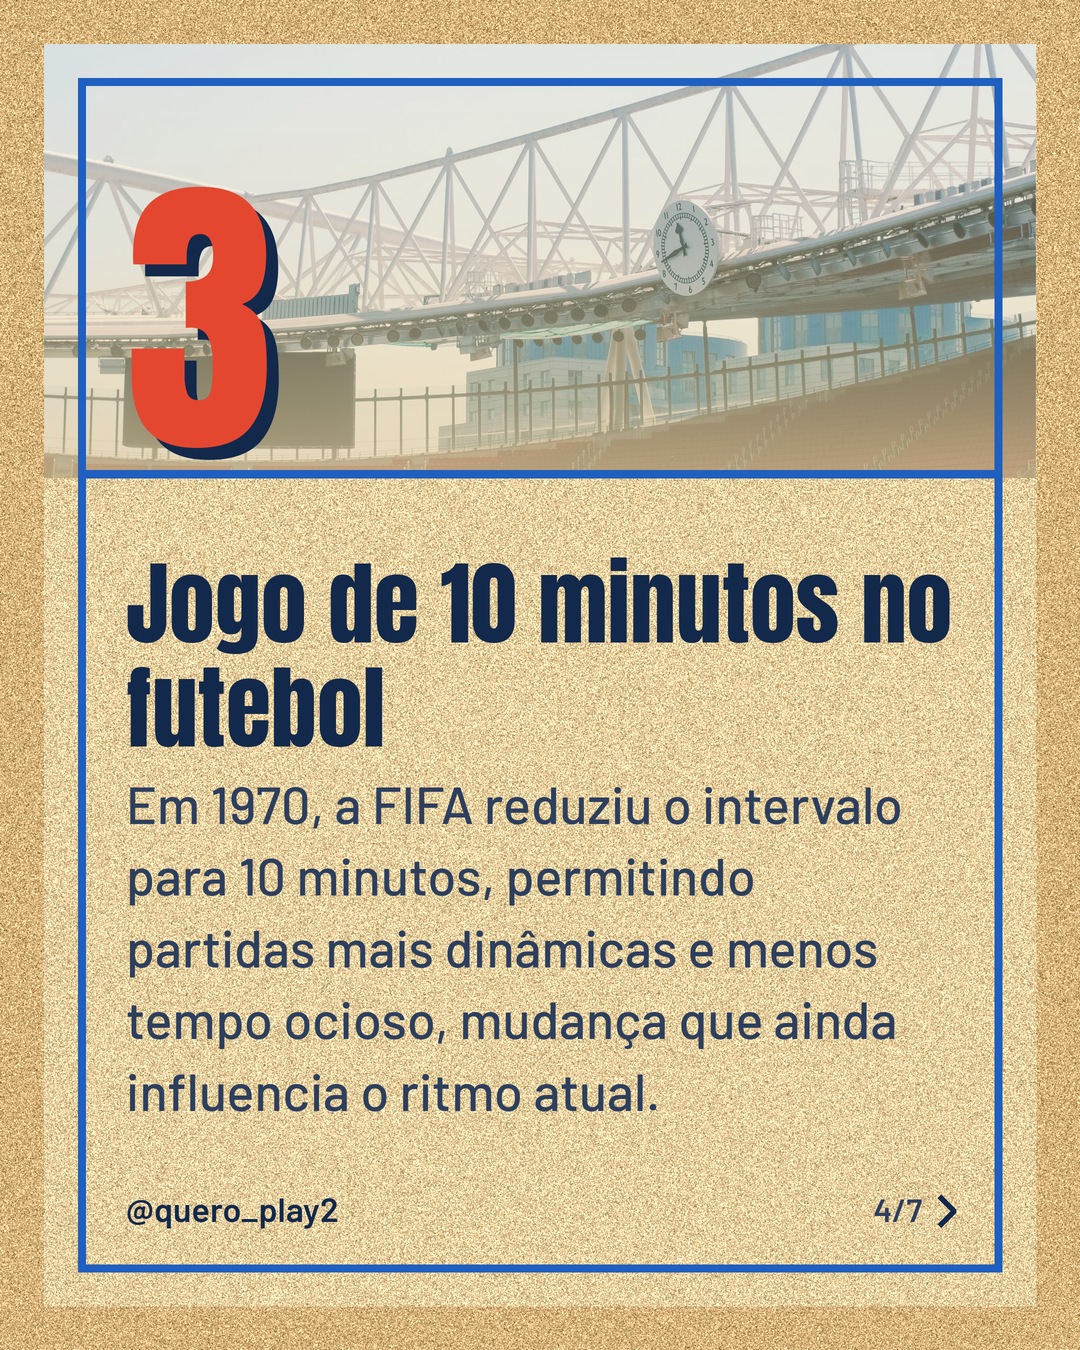 3
Jogo de 10 minutos no
futebol
Em 1970, a FIFA reduziu o intervalo
para 10 minutos, permitindo
partidas mais dinâmicas e menos
tempo ocioso, mudança que ainda
influencia o ritmo atual.
@quero_play2
4/7